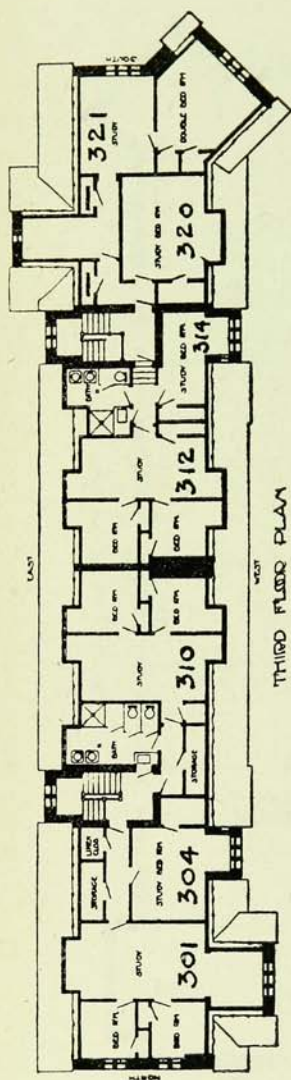 SOUTH
321
STUDY
DOUBLE BED RM
320
STUDY BED RM
314
STUDY BED RM
BATH
312
STUDY
BED RM
BED RM
EAST
WEST
THIRD FLOOR PLAN
BED RM
BED RM
310
STUDY
BATH
STORAGE
LINEN
CLOS
STORAGE
304
STUDY BED RM
301
STUDY
BED RM
BED RM
NORTH